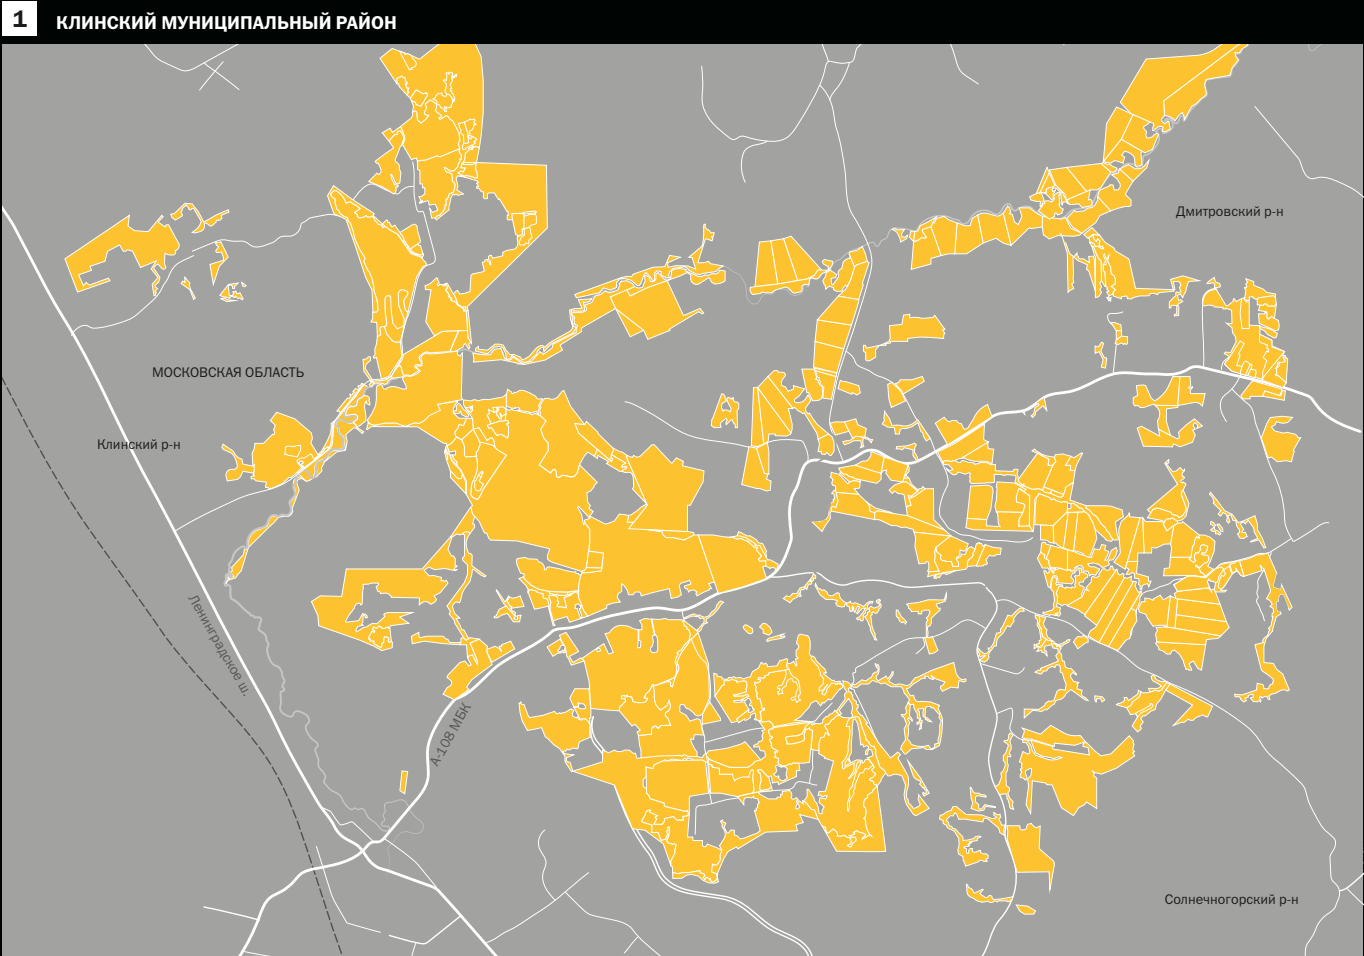 1 КЛИНСКИЙ МУНИЦИПАЛЬНЫЙ РАЙОН
Дмитровский р-н
МОСКОВСКАЯ ОБЛАСТЬ
Клинский р-н
Ленинградское ш.
А-108 МБК
Солнечногорский р-н